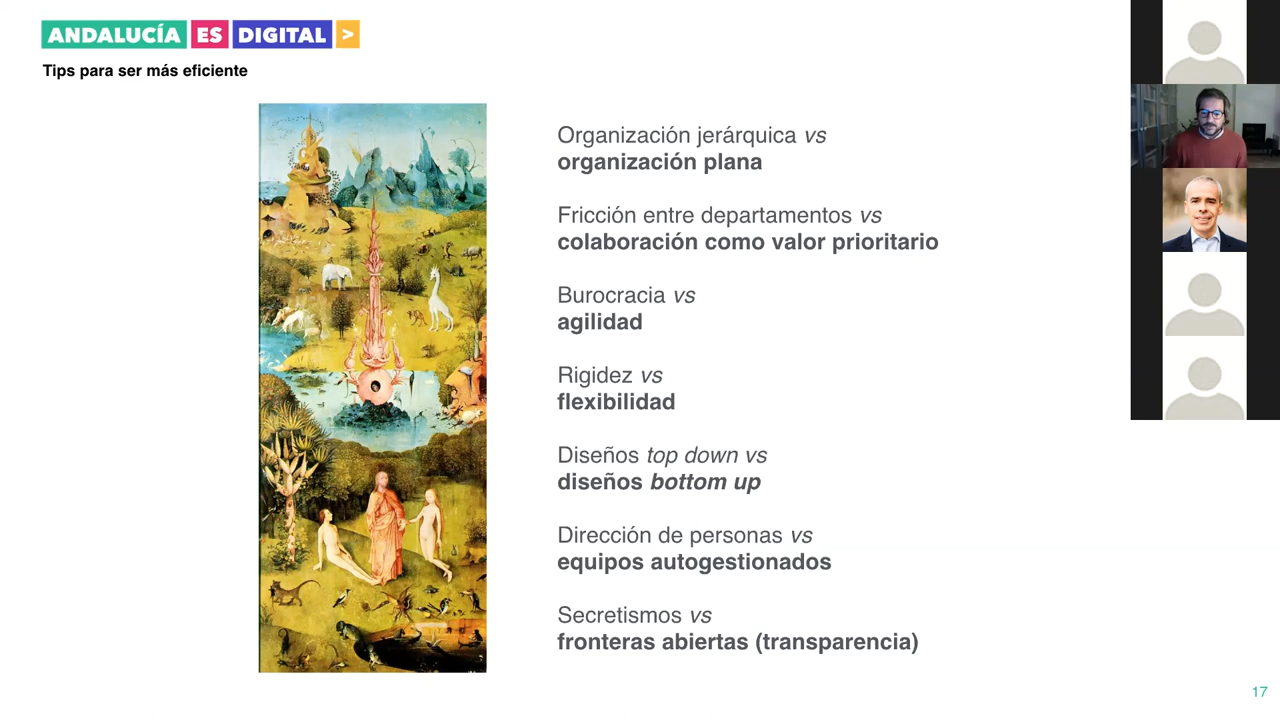 ANDALUCÍA ES DIGITAL >
Tips para ser más eficiente
Organización jerárquica vs
organización plana
Fricción entre departamentos vs
colaboración como valor prioritario
Burocracia vs
agilidad
Rigidez vs
flexibilidad
Diseños top down vs
diseños bottom up
Dirección de personas vs
equipos autogestionados
Secretismos vs
fronteras abiertas (transparencia)
17